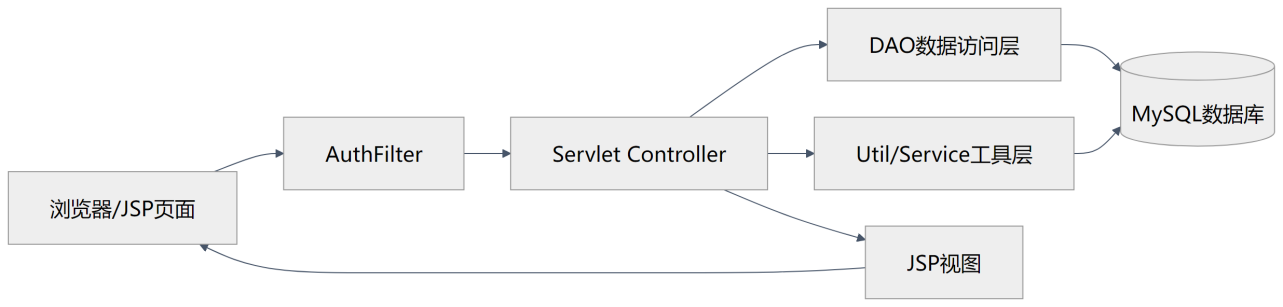 DAO数据访问层
MySQL数据库
AuthFilter
Servlet Controller
Util/Service工具层
浏览器/JSP页面
JSP视图